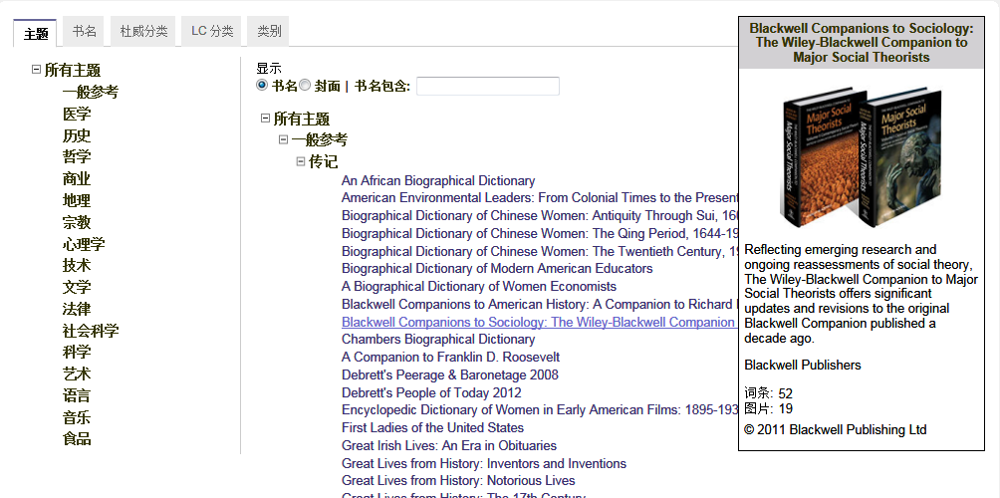 主题
书名
杜威分类
LC 分类
类别
所有主题
一般参考
医学
历史
哲学
商业
地理
宗教
心理学
技术
文学
法律
社会科学
科学
艺术
语言
音乐
食品
显示
书名 封面 | 书名包含:
所有主题
一般参考
传记
An African Biographical Dictionary
American Environmental Leaders: From Colonial Times to the Present
Biographical Dictionary of Chinese Women: Antiquity Through Sui, 160
Biographical Dictionary of Chinese Women: The Qing Period, 1644-19
Biographical Dictionary of Chinese Women: The Twentieth Century, 19
Biographical Dictionary of Modern American Educators
A Biographical Dictionary of Women Economists
Blackwell Companions to American History: A Companion to Richard
Blackwell Companions to Sociology: The Wiley-Blackwell Companion
Chambers Biographical Dictionary
A Companion to Franklin D. Roosevelt
Debrett's Peerage & Baronetage 2008
Debrett's People of Today 2012
Encyclopedic Dictionary of Women in Early American Films: 1895-193
First Ladies of the United States
Great Irish Lives: An Era in Obituaries
Great Lives from History: Inventors and Inventions
Great Lives from History: Notorious Lives
Great Lives from History: The 17th Century
Blackwell Companions to Sociology:
The Wiley-Blackwell Companion to
Major Social Theorists
Major Social
Theorists
Major Social Theorists
Major Social
Theorists
Major Social Theorists
Reflecting emerging research and
ongoing reassessments of social theory,
The Wiley-Blackwell Companion to Major
Social Theorists offers significant
updates and revisions to the original
Blackwell Companion published a
decade ago.
Blackwell Publishers
词条: 52
图片: 19
© 2011 Blackwell Publishing Ltd